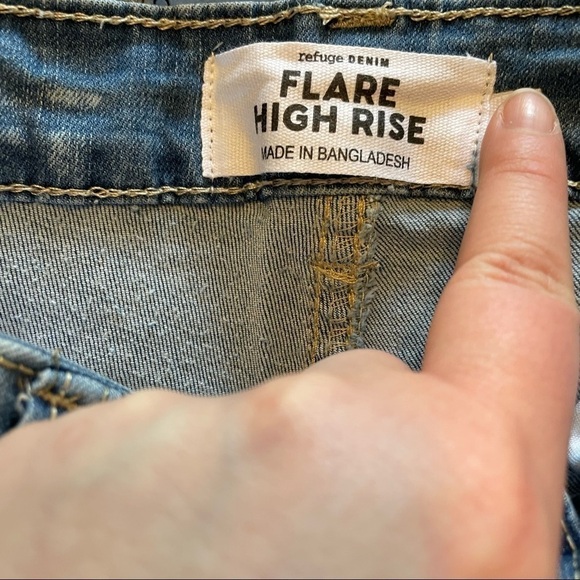 refuge DENIM
FLARE
HIGH RISE
MADE IN BANGLADESH